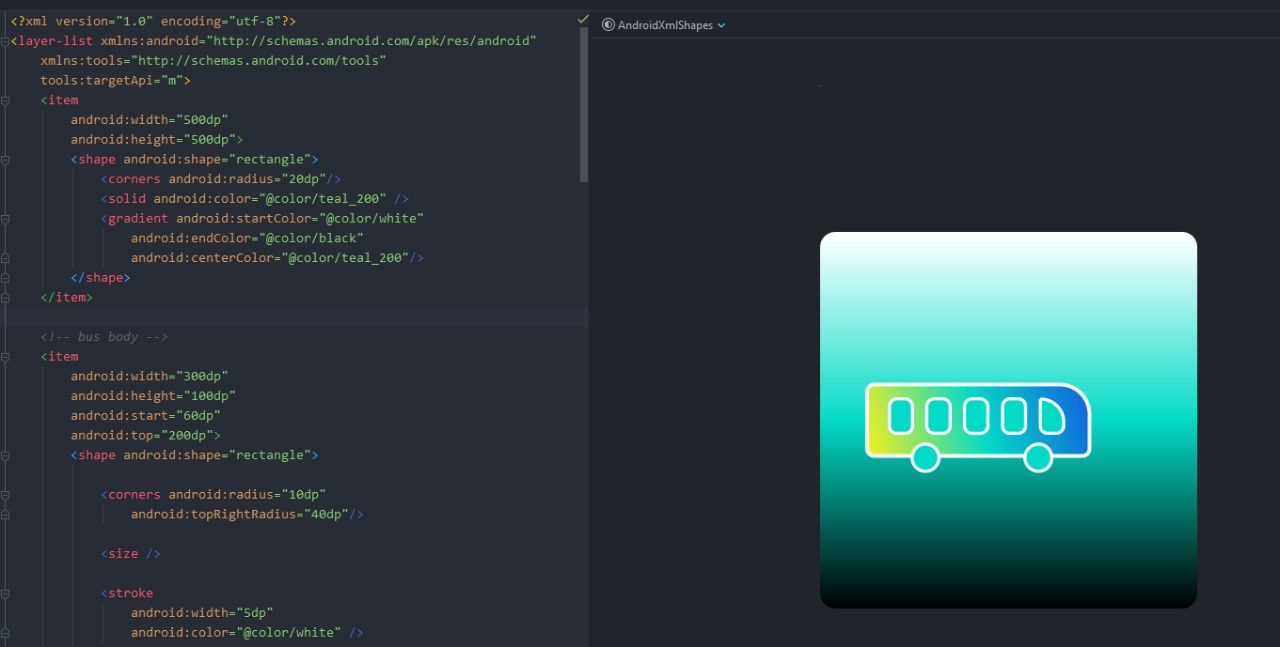 <?xml version="1.0" encoding="utf-8"?>
<layer-list xmlns:android="http://schemas.android.com/apk/res/android"
    xmlns:tools="http://schemas.android.com/tools"
    tools:targetApi="m">
    <item
        android:width="500dp"
        android:height="500dp">
        <shape android:shape="rectangle">
            <corners android:radius="20dp"/>
            <solid android:color="@color/teal_200" />
            <gradient android:startColor="@color/white"
                android:endColor="@color/black"
                android:centerColor="@color/teal_200"/>
        </shape>
    </item>
    <!-- bus body -->
    <item
        android:width="300dp"
        android:height="100dp"
        android:start="60dp"
        android:top="200dp">
        <shape android:shape="rectangle">
            <corners android:radius="10dp"
                android:topRightRadius="40dp"/>
            <size />
            <stroke
                android:width="5dp"
                android:color="@color/white" />
AndroidXmlShapes